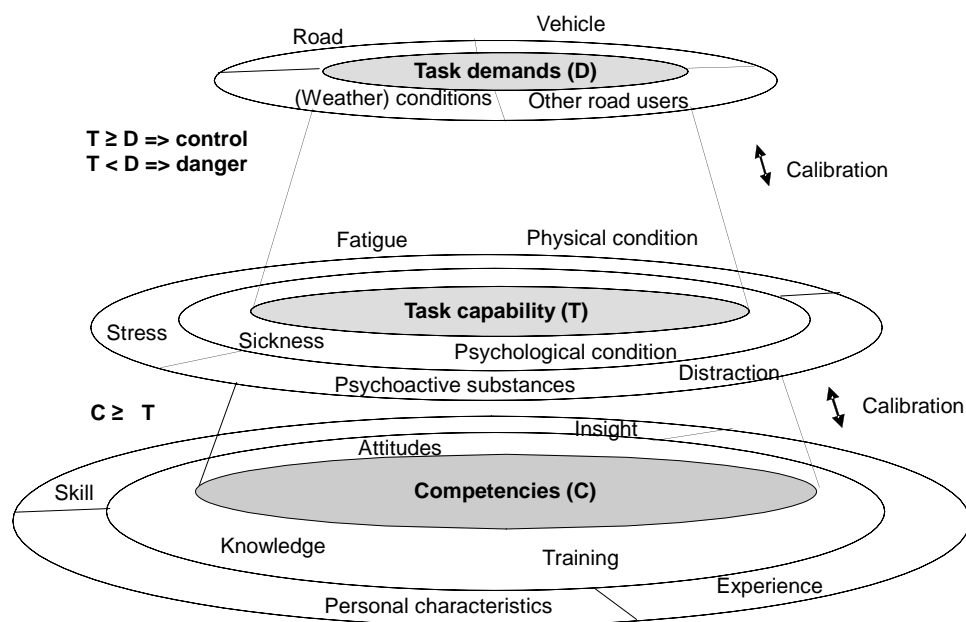 Vehicle
Road
Task demands (D)
(Weather) conditions
Other road users
T ≥ D => control
T < D => danger
Calibration
Fatigue
Physical condition
Task capability (T)
Stress
Sickness
Psychological condition
Psychoactive substances
Distraction
C ≥ T
Calibration
Insight
Attitudes
Skill
Competencies (C)
Knowledge
Training
Experience
Personal characteristics